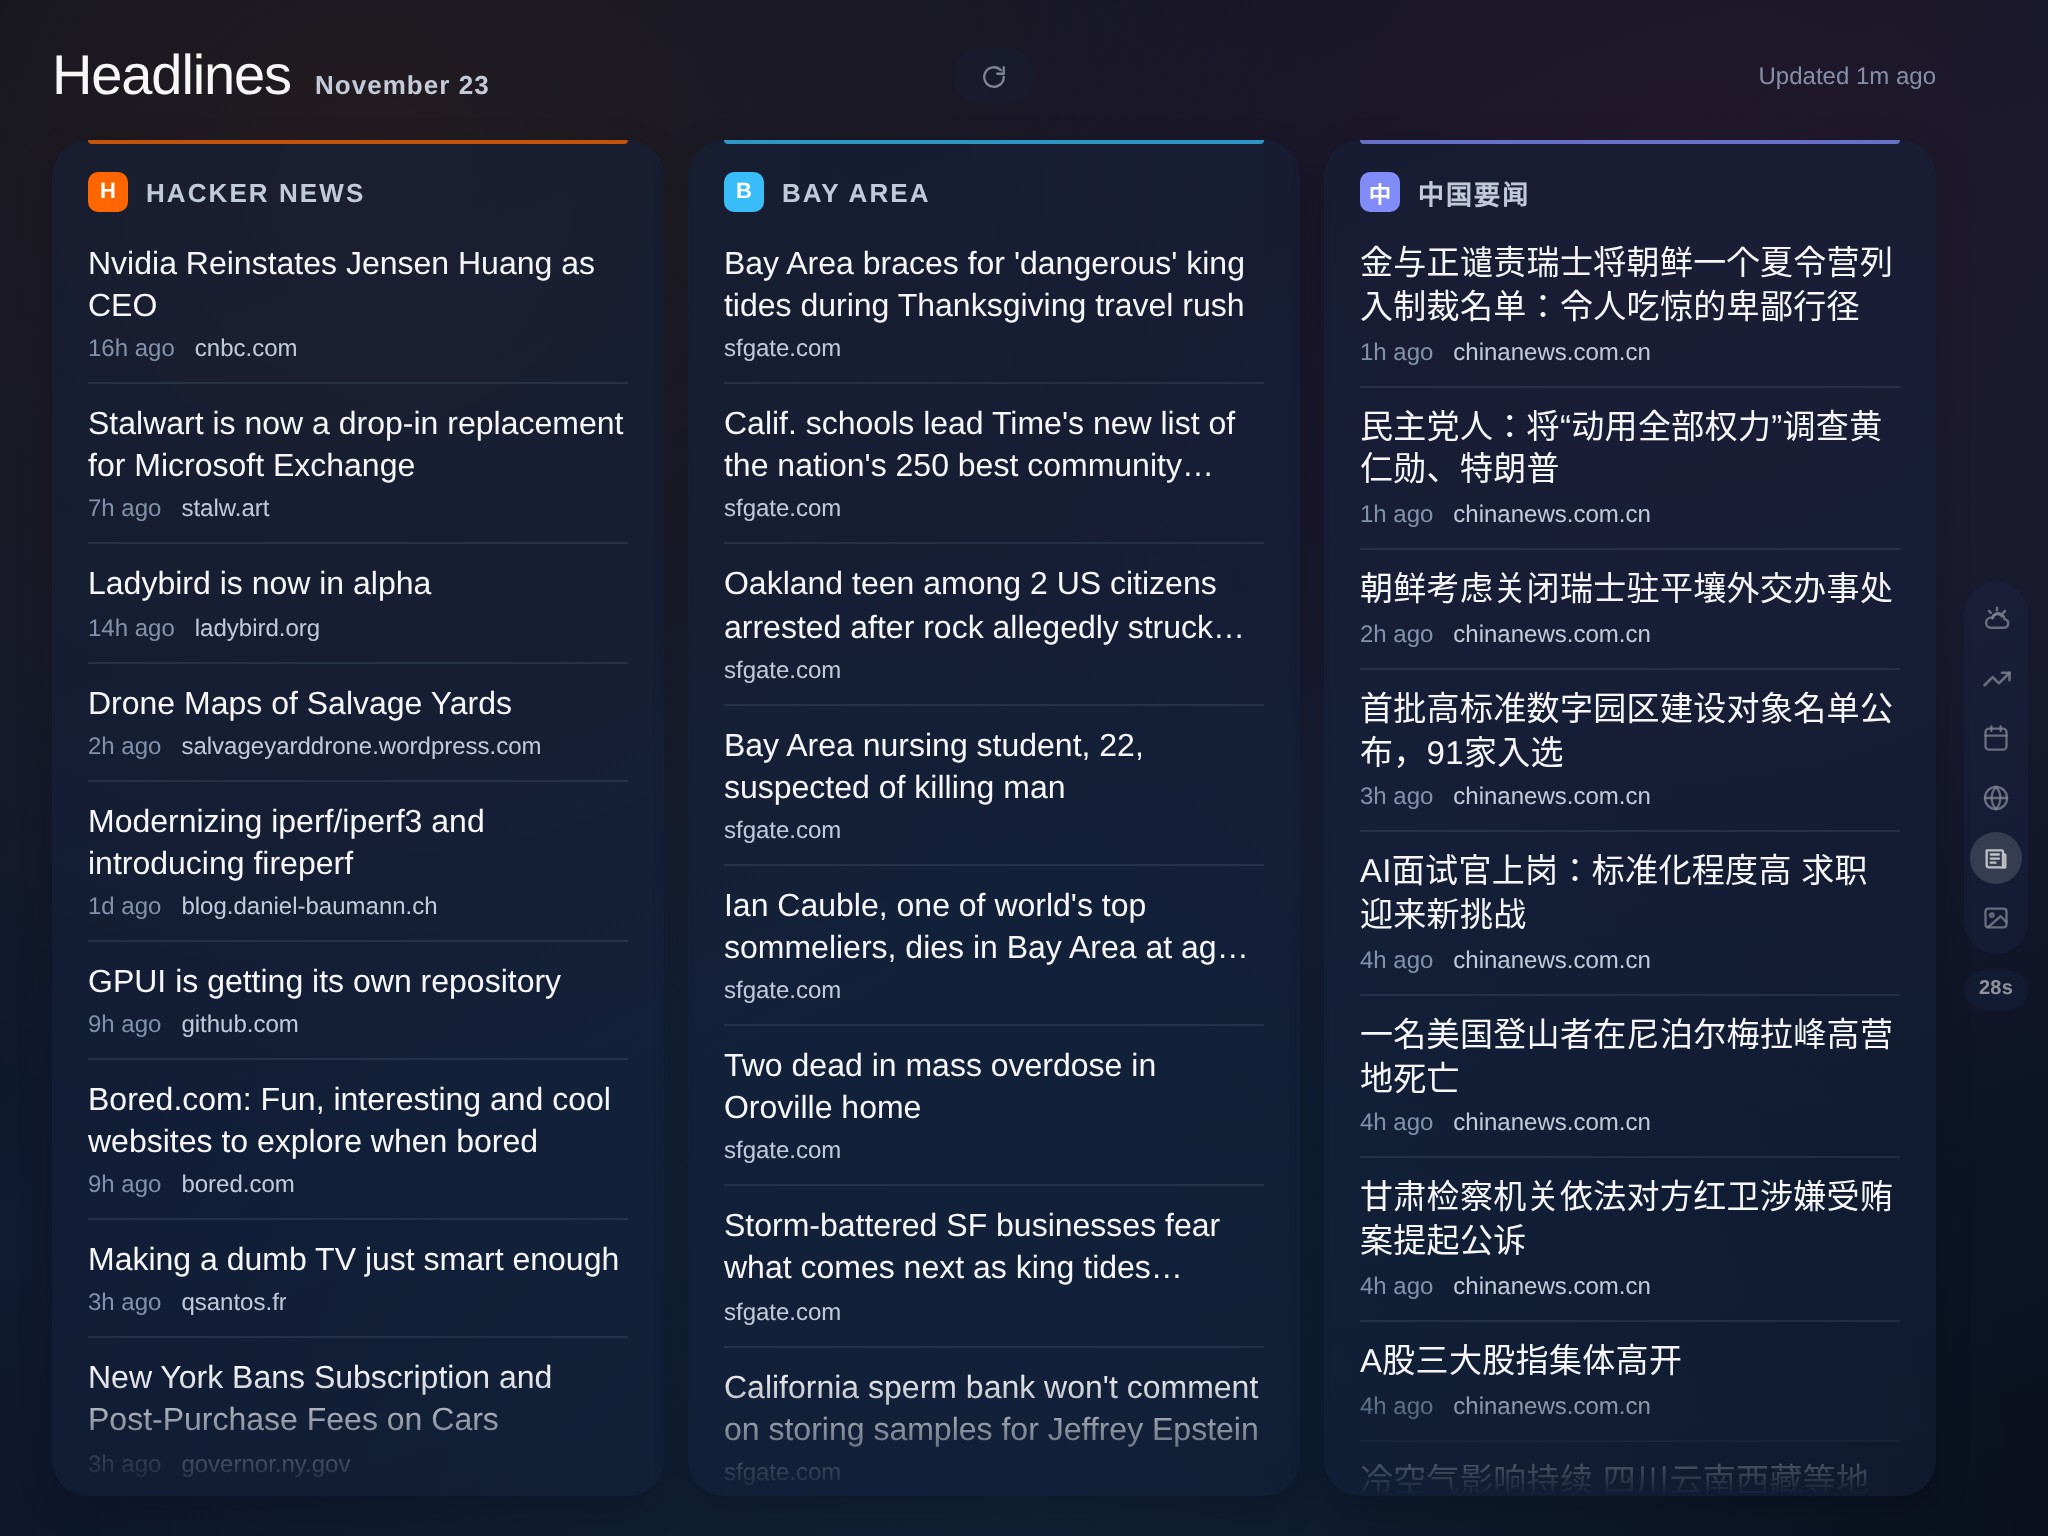 Headlines November 23
Updated 1m ago
H HACKER NEWS
Nvidia Reinstates Jensen Huang as
CEO
16h ago cnbc.com
Stalwart is now a drop-in replacement
for Microsoft Exchange
7h ago stalw.art
Ladybird is now in alpha
14h ago ladybird.org
Drone Maps of Salvage Yards
2h ago salvageyarddrone.wordpress.com
Modernizing iperf/iperf3 and
introducing fireperf
1d ago blog.daniel-baumann.ch
GPUI is getting its own repository
9h ago github.com
Bored.com: Fun, interesting and cool
websites to explore when bored
9h ago bored.com
Making a dumb TV just smart enough
3h ago qsantos.fr
New York Bans Subscription and
Post-Purchase Fees on Cars
3h ago governor.ny.gov
B BAY AREA
Bay Area braces for 'dangerous' king
tides during Thanksgiving travel rush
sfgate.com
Calif. schools lead Time's new list of
the nation's 250 best community…
sfgate.com
Oakland teen among 2 US citizens
arrested after rock allegedly struck…
sfgate.com
Bay Area nursing student, 22,
suspected of killing man
sfgate.com
Ian Cauble, one of world's top
sommeliers, dies in Bay Area at ag…
sfgate.com
Two dead in mass overdose in
Oroville home
sfgate.com
Storm-battered SF businesses fear
what comes next as king tides…
sfgate.com
California sperm bank won't comment
on storing samples for Jeffrey Epstein
sfgate.com
中 中国要闻
金与正谴责瑞士将朝鲜一个夏令营列
入制裁名单：令人吃惊的卑鄙行径
1h ago chinanews.com.cn
民主党人：将“动用全部权力”调查黄
仁勋、特朗普
1h ago chinanews.com.cn
朝鲜考虑关闭瑞士驻平壤外交办事处
2h ago chinanews.com.cn
首批高标准数字园区建设对象名单公
布，91家入选
3h ago chinanews.com.cn
AI面试官上岗：标准化程度高 求职
迎来新挑战
4h ago chinanews.com.cn
一名美国登山者在尼泊尔梅拉峰高营
地死亡
4h ago chinanews.com.cn
甘肃检察机关依法对方红卫涉嫌受贿
案提起公诉
4h ago chinanews.com.cn
A股三大股指集体高开
4h ago chinanews.com.cn
冷空气影响持续 四川云南西藏等地
28s